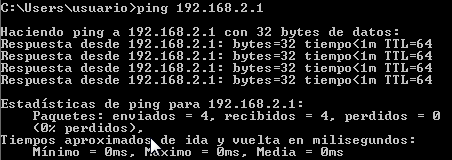 C:\Users\usuario>ping 192.168.2.1
Haciendo ping a 192.168.2.1 con 32 bytes de datos:
Respuesta desde 192.168.2.1: bytes=32 tiempo<1m TTL=64
Respuesta desde 192.168.2.1: bytes=32 tiempo<1m TTL=64
Respuesta desde 192.168.2.1: bytes=32 tiempo<1m TTL=64
Respuesta desde 192.168.2.1: bytes=32 tiempo<1m TTL=64
Estadísticas de ping para 192.168.2.1:
Paquetes: enviados = 4, recibidos = 4, perdidos = 0
(0% perdidos),
Tiempos aproximados de ida y vuelta en milisegundos:
Mínimo = 0ms, Máximo = 0ms, Media = 0ms